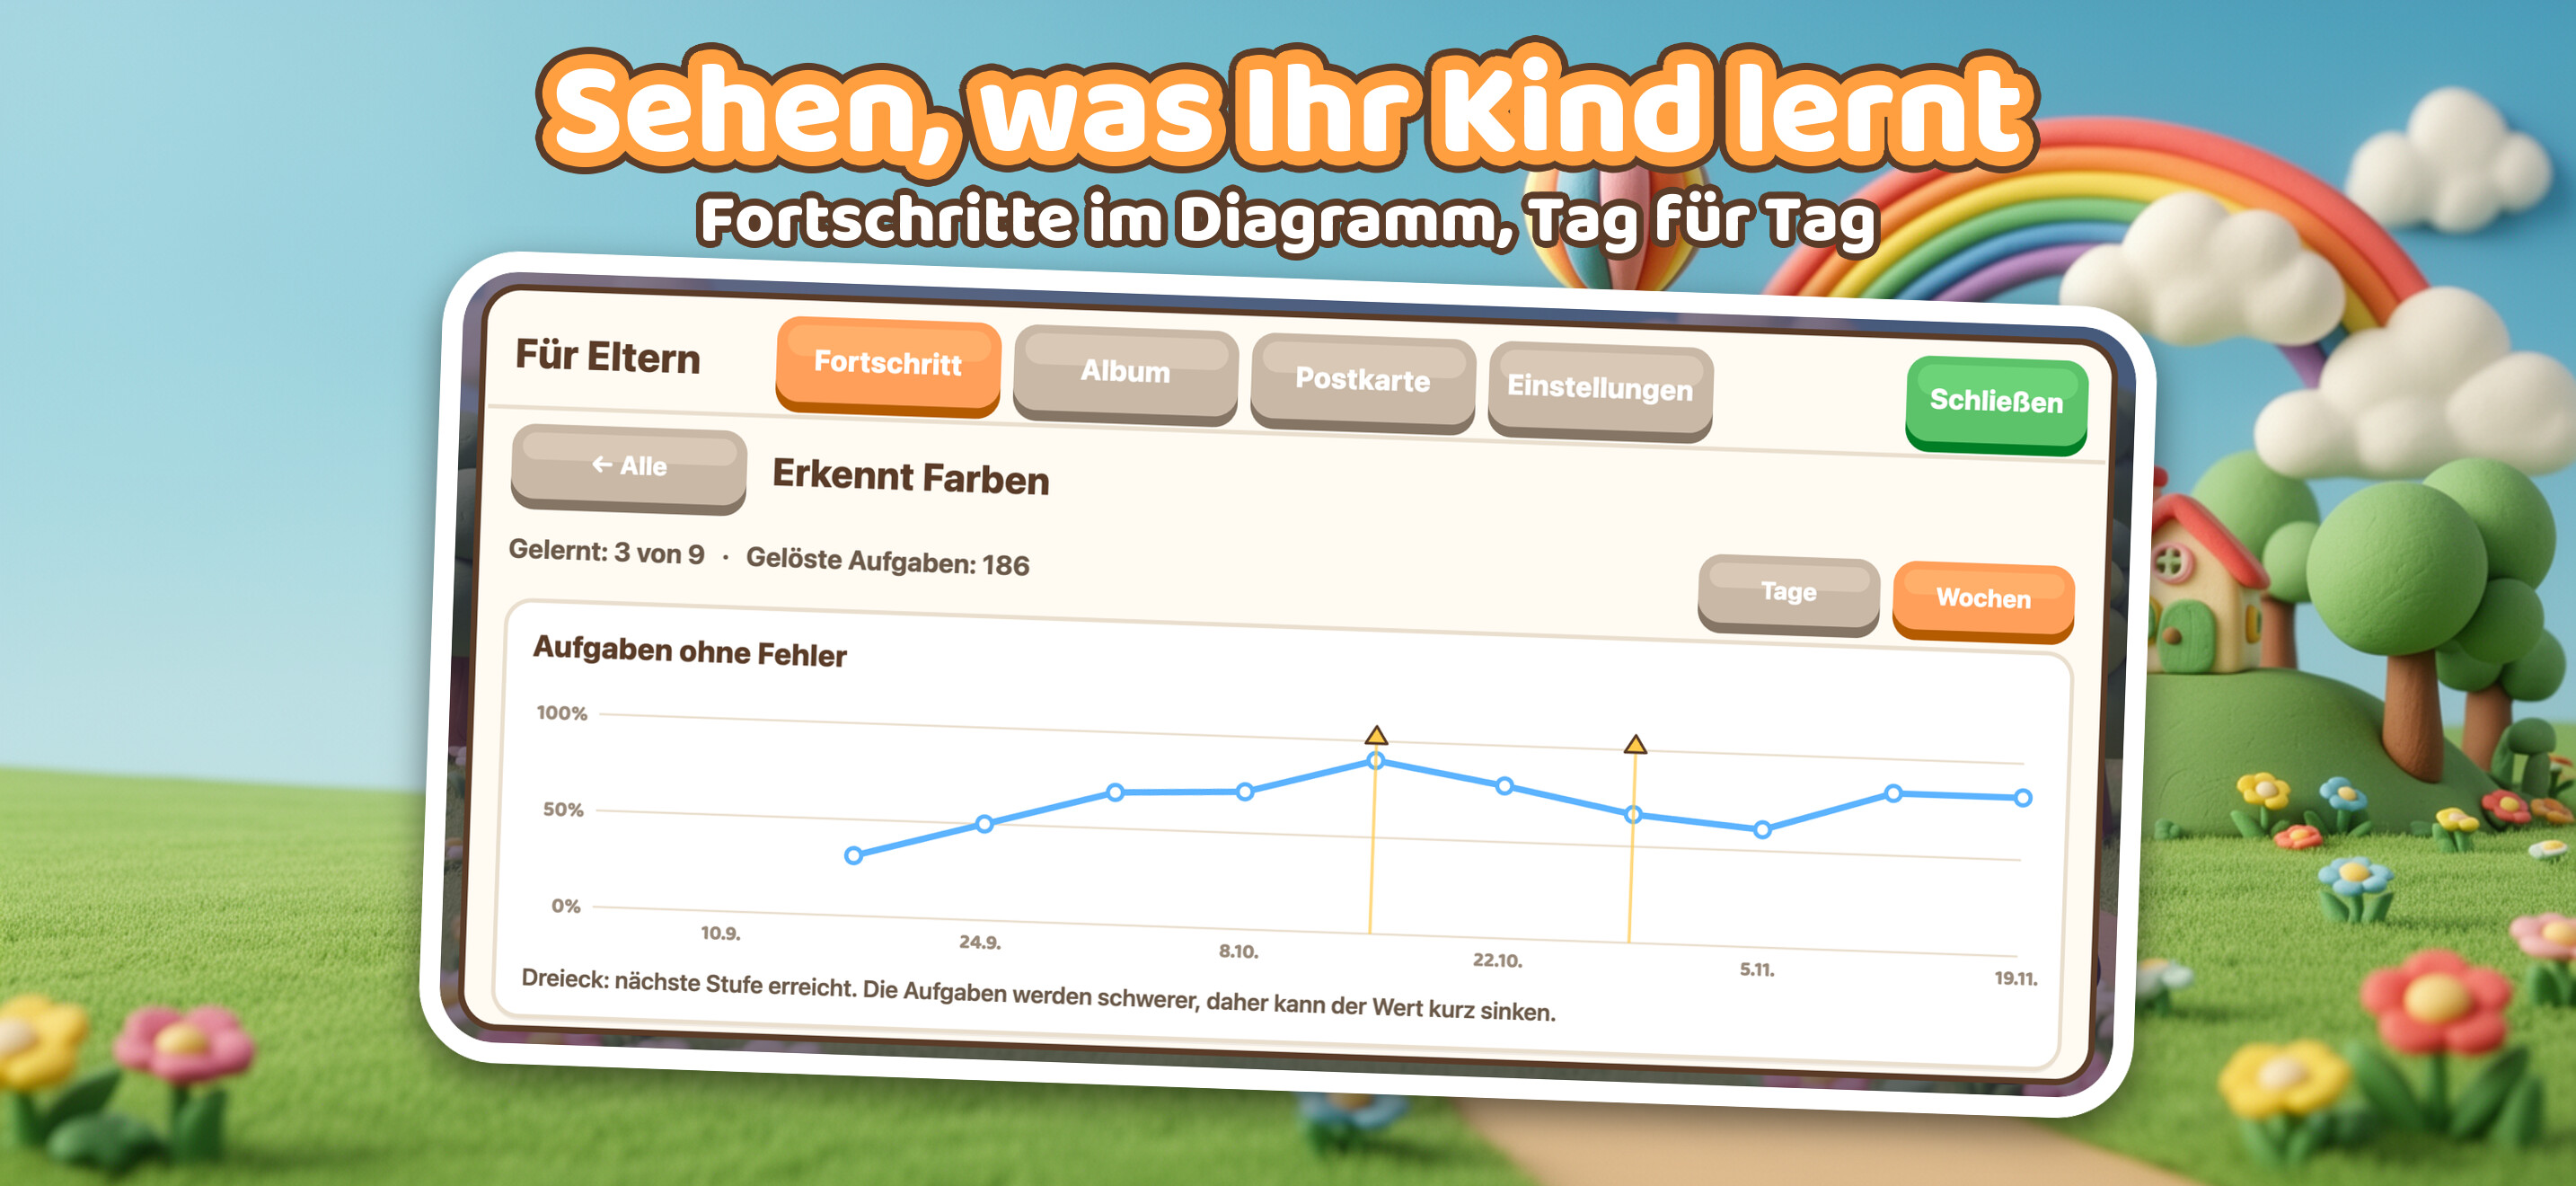 Sehen, was Ihr Kind lernt
Fortschritte im Diagramm, Tag für Tag
Für Eltern
Fortschritt
Album
Postkarte
Einstellungen
Schließen
← Alle
Erkennt Farben
Gelernt: 3 von 9 · Gelöste Aufgaben: 186
Tage
Wochen
Aufgaben ohne Fehler
100%
50%
0%
10.9.
24.9.
8.10.
22.10.
5.11.
19.11.
Dreieck: nächste Stufe erreicht. Die Aufgaben werden schwerer, daher kann der Wert kurz sinken.